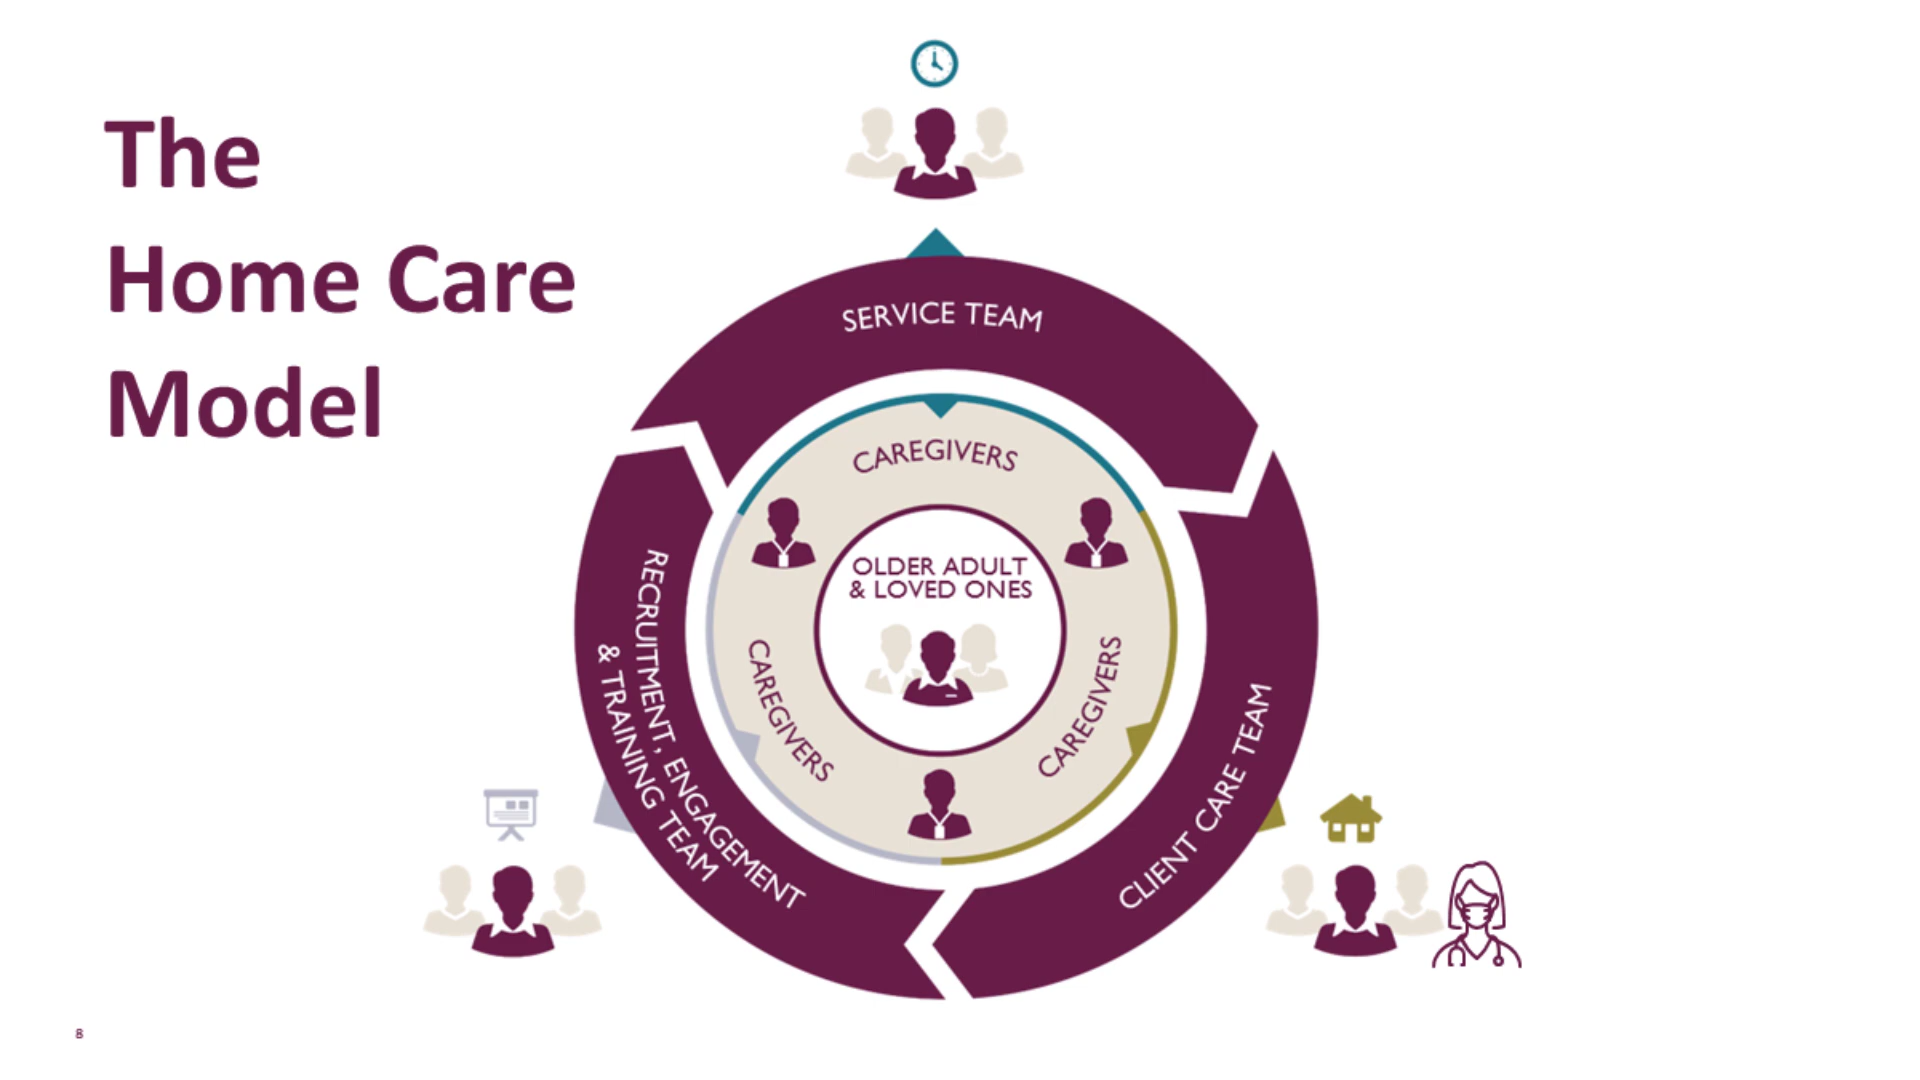 The
Home Care
Model
SERVICE TEAM
CAREGIVERS
OLDER ADULT
& LOVED ONES
CAREGIVERS
CAREGIVERS
RECRUITMENT, ENGAGEMENT
& TRAINING TEAM
CLIENT CARE TEAM
8